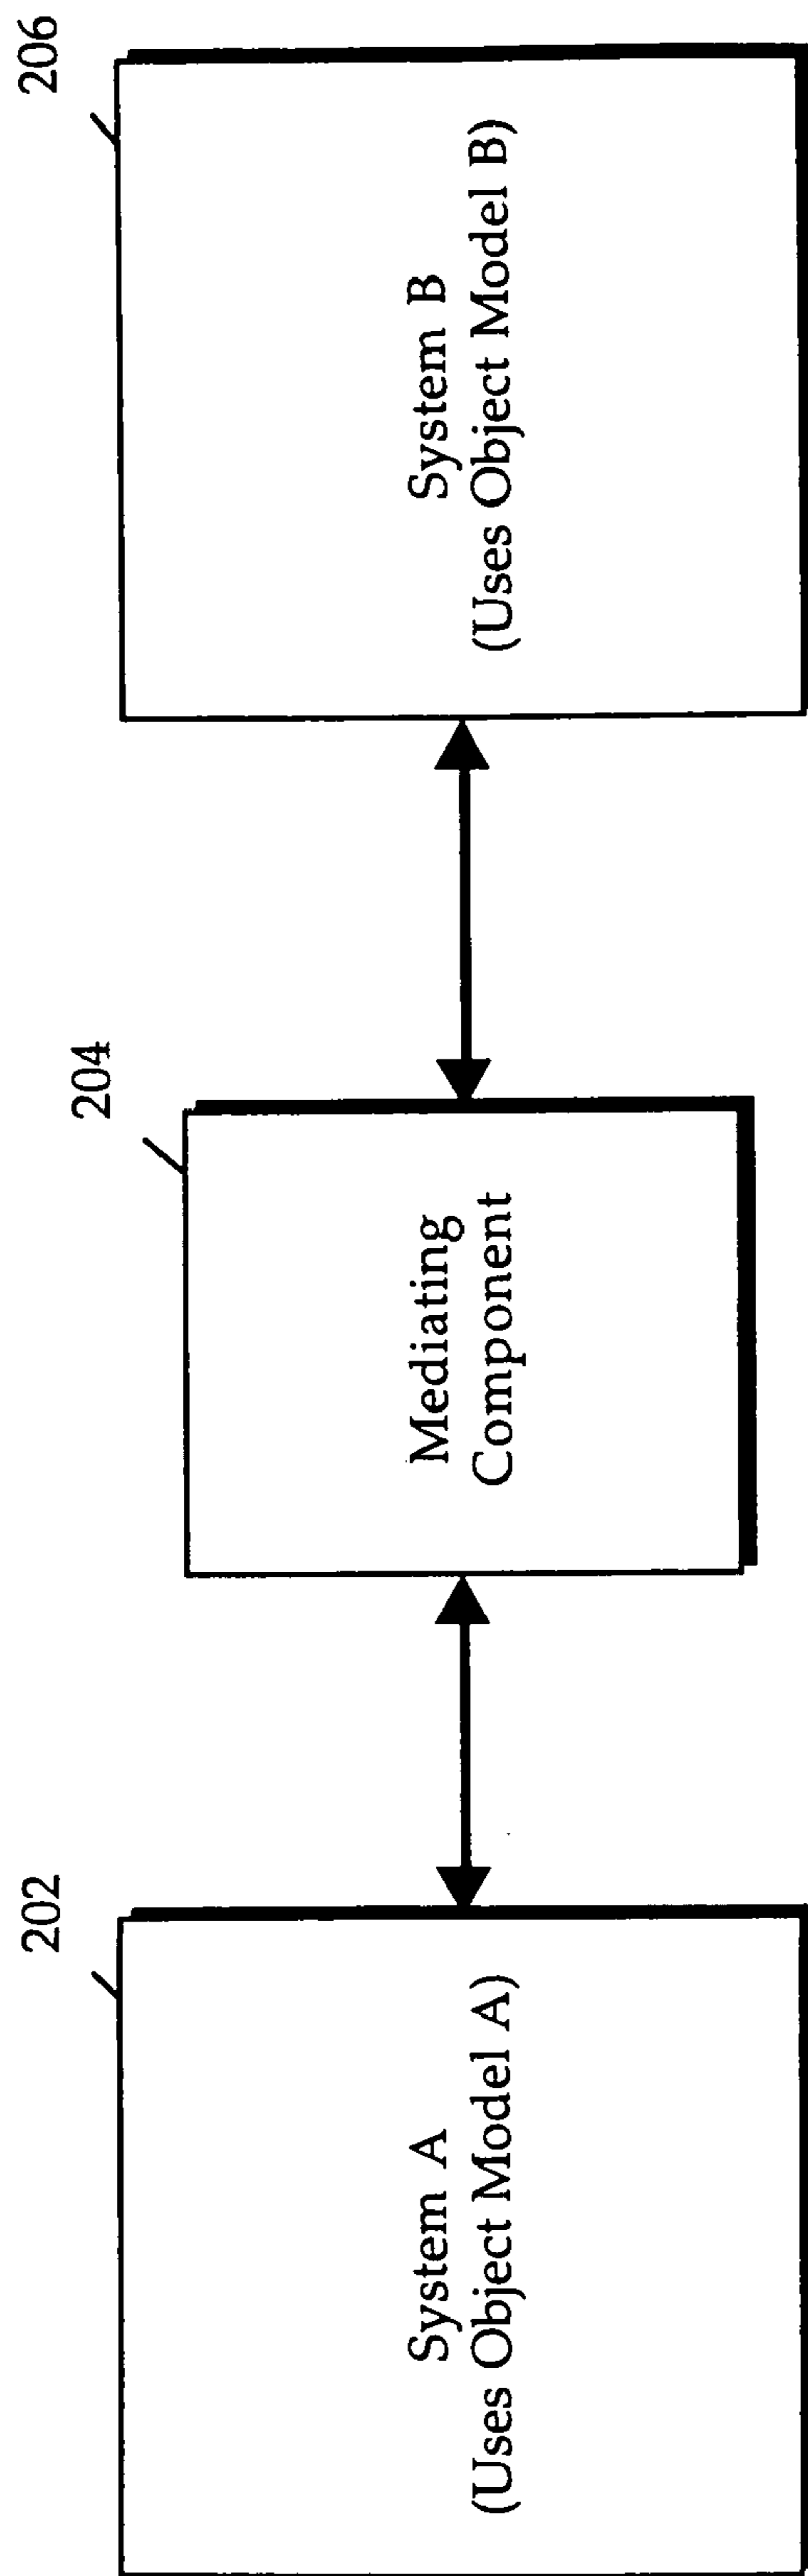 202
System A
(Uses Object Model A)
204
Mediating
Component
206
System B
(Uses Object Model B)